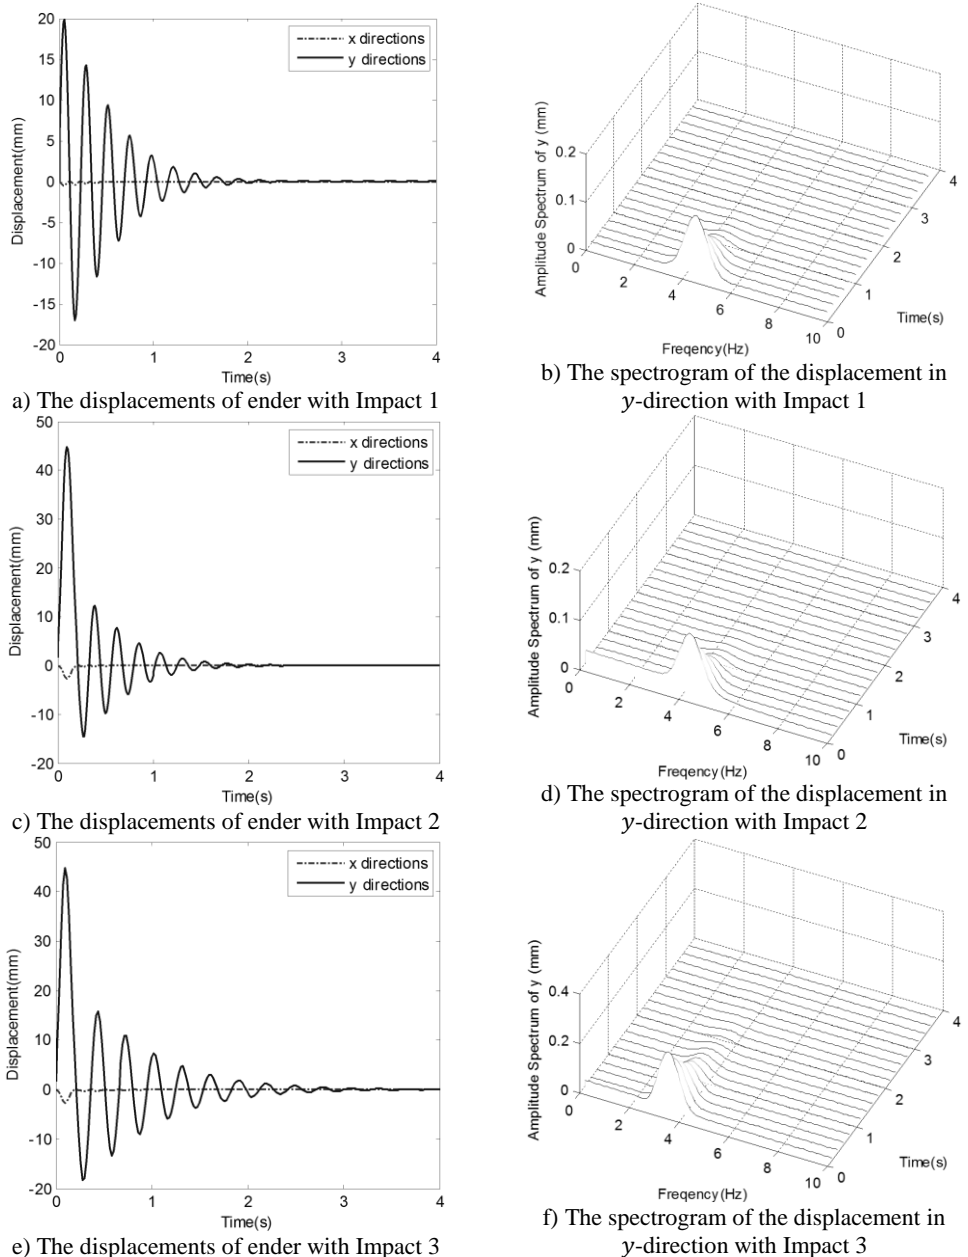 20
15
10
5
0
-5
-10
-15
-20
Displacement(mm)
x directions
y directions
0
1
2
3
4
Time(s)
a) The displacements of ender with Impact 1
0.2
0.1
0
Amplitude Spectrum of y (mm)
0
2
4
6
8
10
Freqency(Hz)
0
1
2
3
4
Time(s)
b) The spectrogram of the displacement in
y-direction with Impact 1
50
40
30
20
10
0
-10
-20
Displacement(mm)
x directions
y directions
0
1
2
3
4
Time(s)
c) The displacements of ender with Impact 2
0.2
0.1
0
Amplitude Spectrum of y (mm)
0
2
4
6
8
10
Freqency(Hz)
0
1
2
3
4
Time(s)
d) The spectrogram of the displacement in
y-direction with Impact 2
50
40
30
20
10
0
-10
-20
Displacement(mm)
x directions
y directions
0
1
2
3
4
Time(s)
e) The displacements of ender with Impact 3
0.4
0.2
0
Amplitude Spectrum of y (mm)
0
2
4
6
8
10
Freqency(Hz)
0
1
2
3
4
Time(s)
f) The spectrogram of the displacement in
y-direction with Impact 3